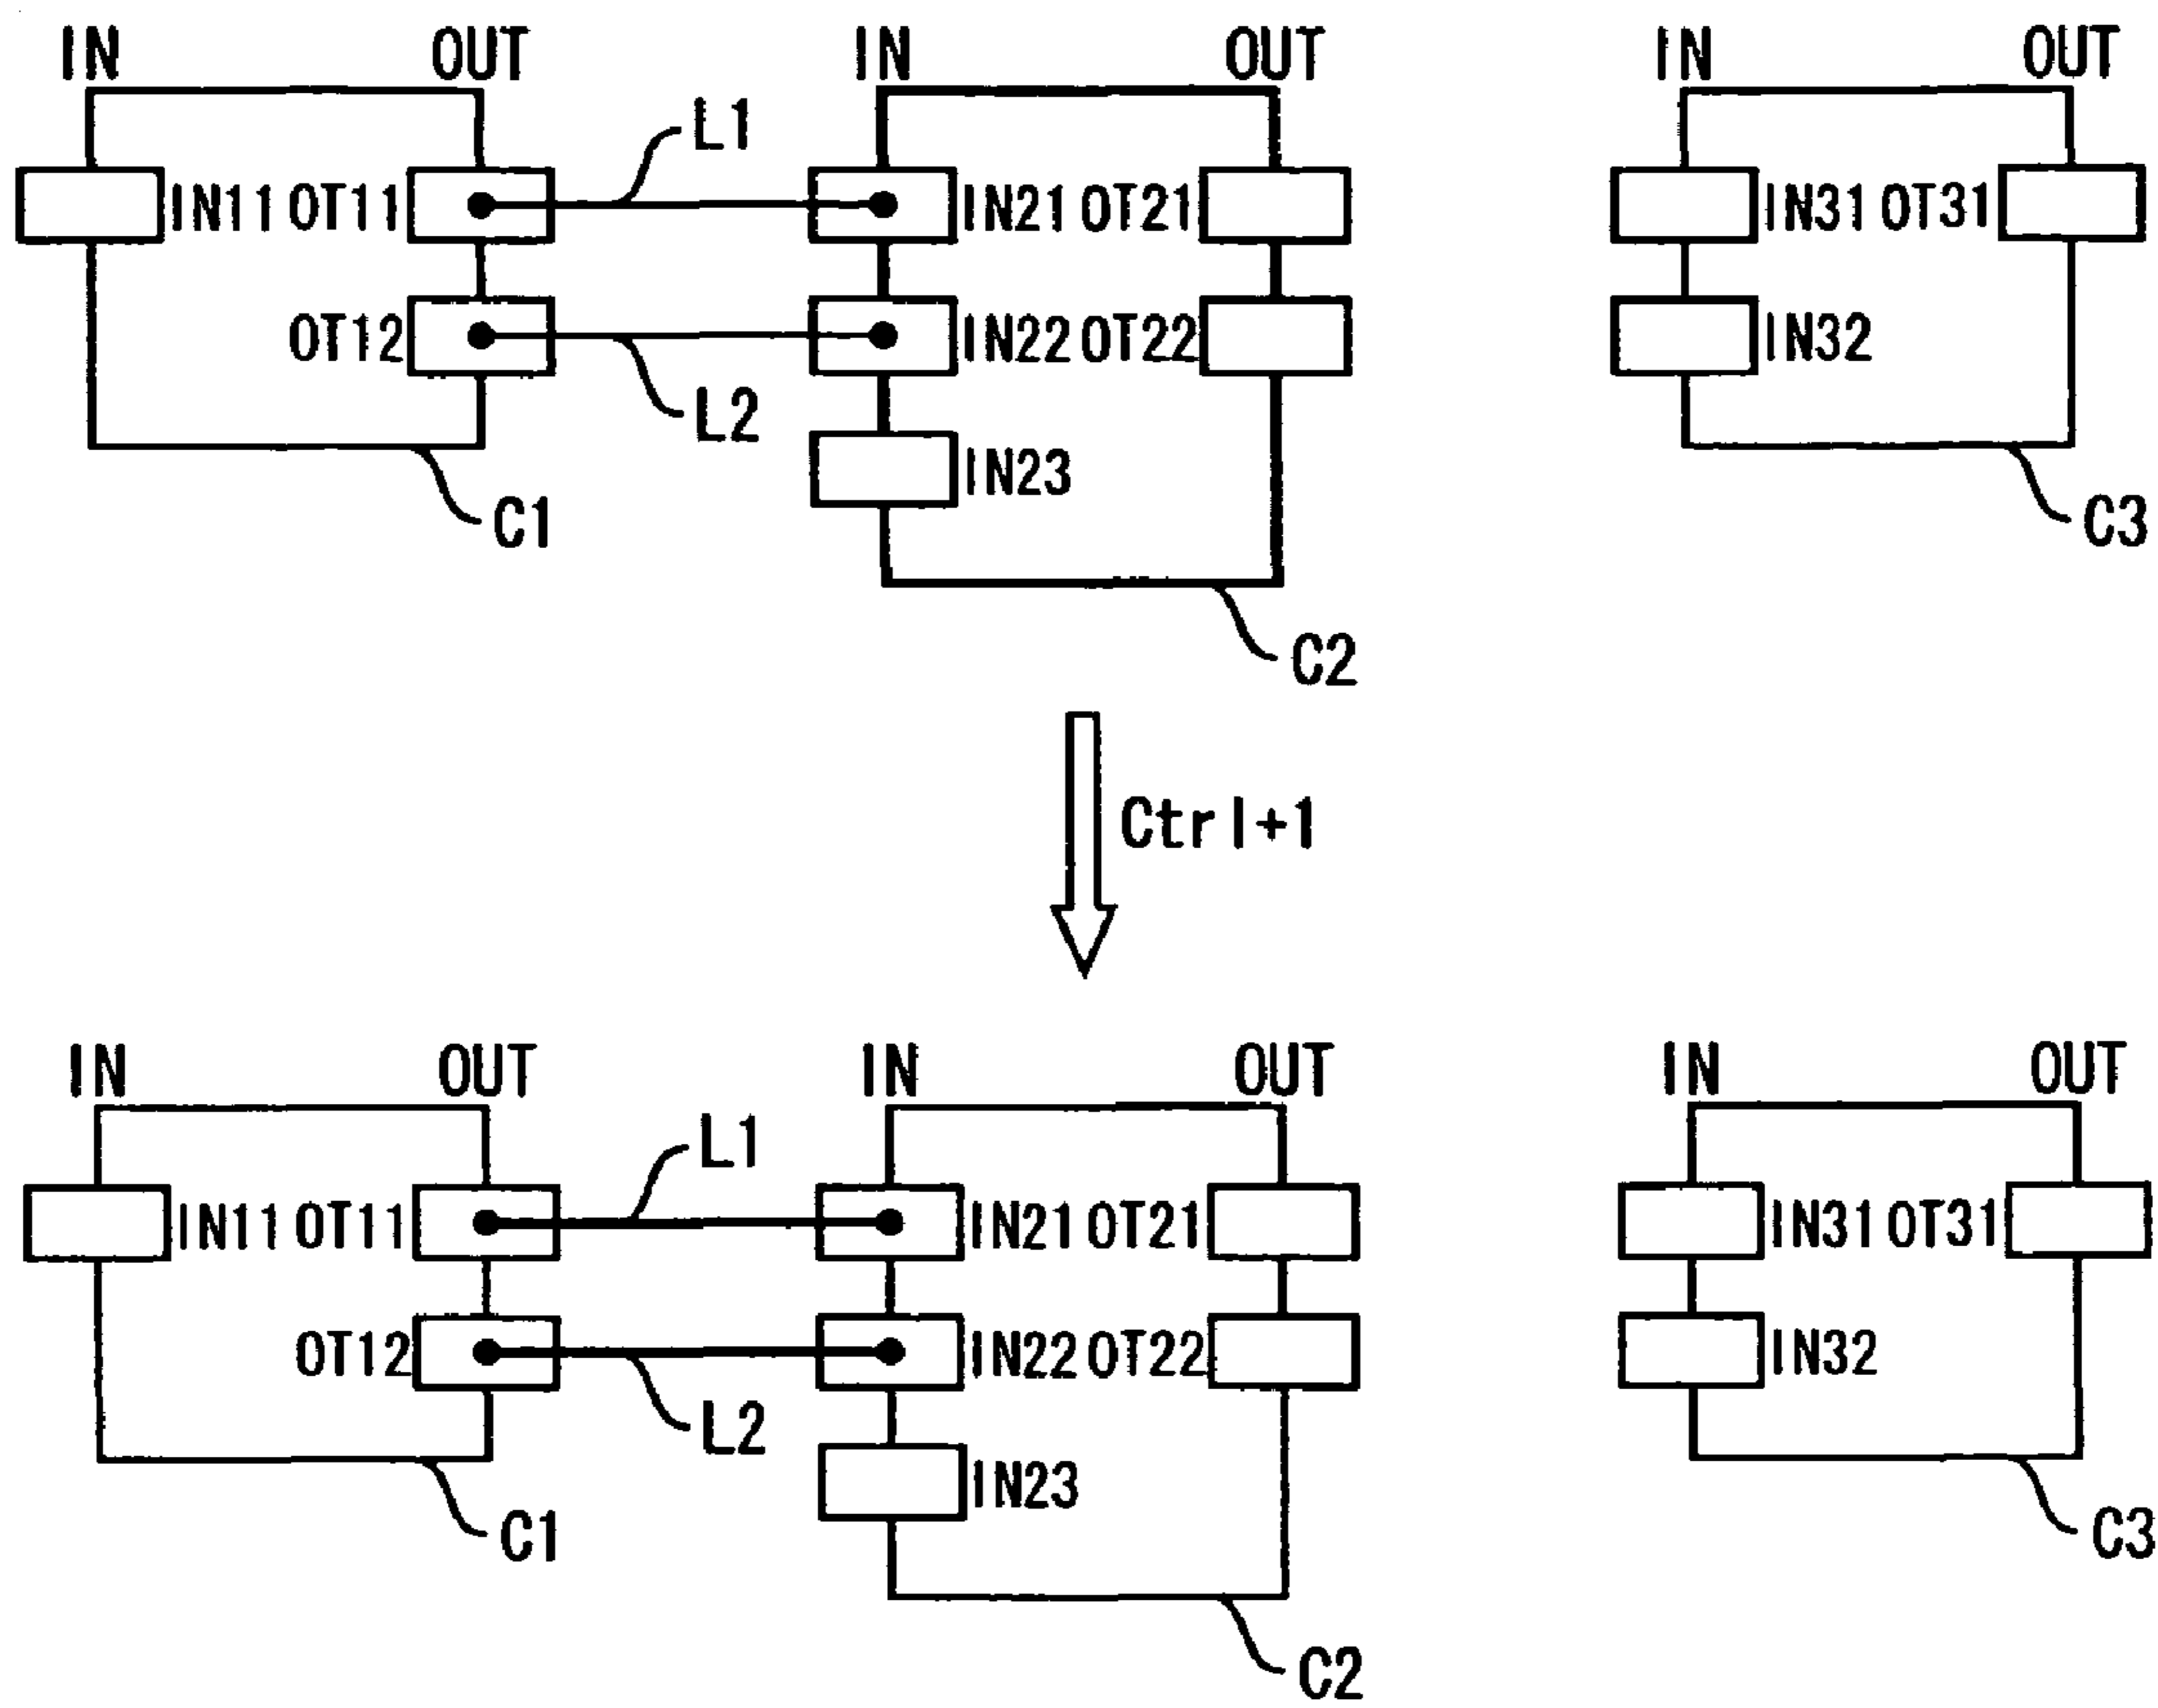 IN OUT IN OUT IN OUT
L1
IN11 OT11 IN21 OT21 IN31 OT31
OT12 IN22 OT22 IN32
L2
IN23
C1 C3
C2
Ctrl+1
IN OUT IN OUT IN OUT
L1
IN11 OT11 IN21 OT21 IN31 OT31
OT12 IN22 OT22 IN32
L2
IN23
C1 C3
C2